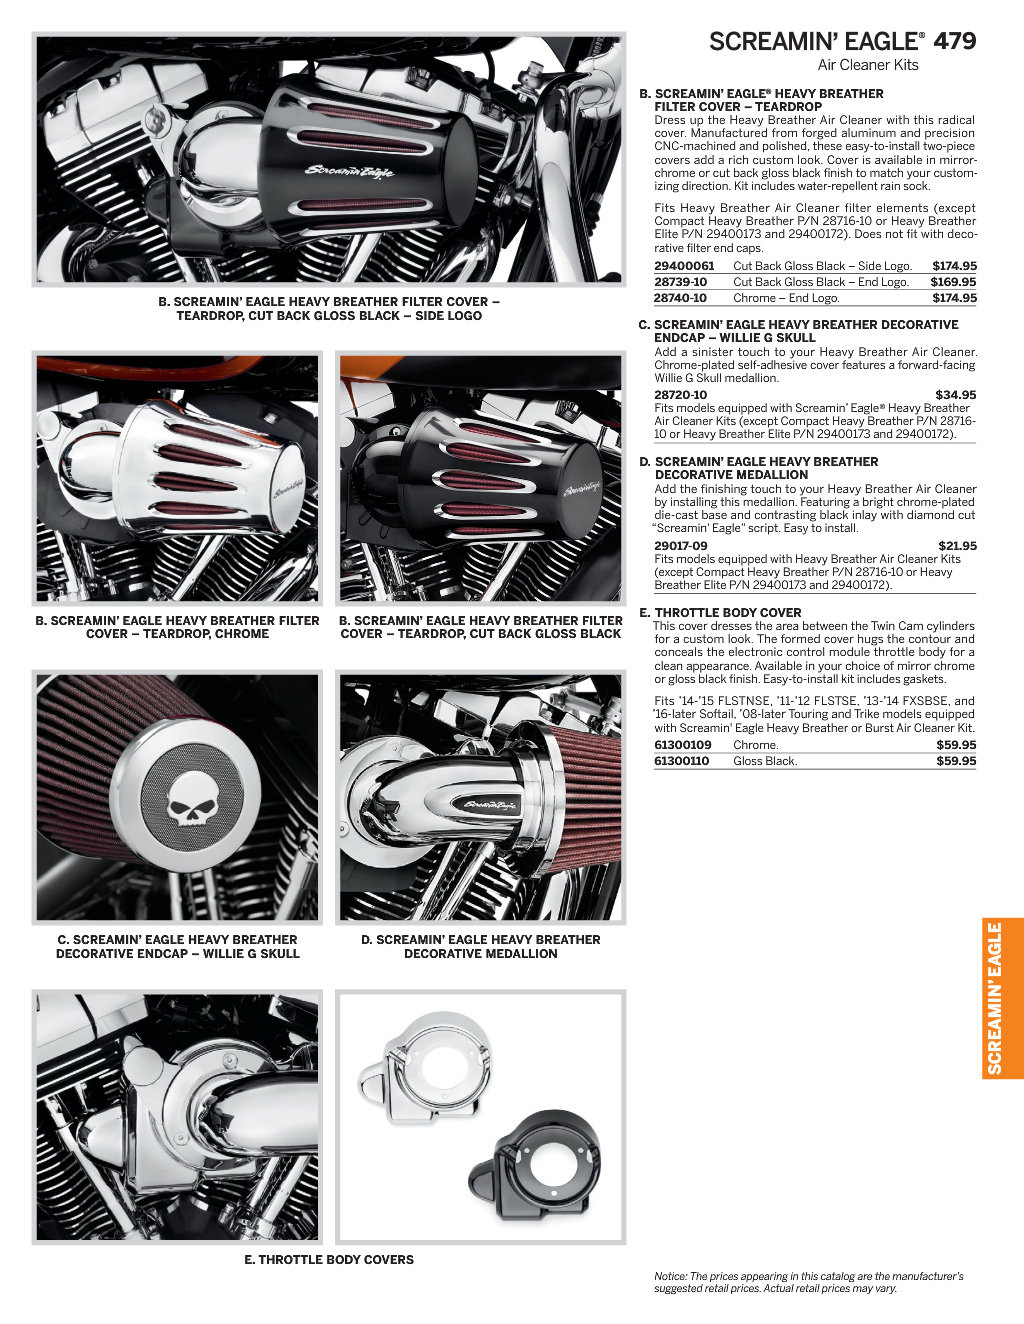 SCREAMIN’ EAGLE® 479
Air Cleaner Kits
Screamin' Eagle
B. SCREAMIN’ EAGLE HEAVY BREATHER FILTER COVER –
TEARDROP, CUT BACK GLOSS BLACK – SIDE LOGO
Screamin' Eagle
B. SCREAMIN’ EAGLE HEAVY BREATHER FILTER
COVER – TEARDROP, CHROME
Screamin' Eagle
B. SCREAMIN’ EAGLE HEAVY BREATHER FILTER
COVER – TEARDROP, CUT BACK GLOSS BLACK
C. SCREAMIN’ EAGLE HEAVY BREATHER
DECORATIVE ENDCAP – WILLIE G SKULL
Screamin' Eagle
D. SCREAMIN’ EAGLE HEAVY BREATHER
DECORATIVE MEDALLION
E. THROTTLE BODY COVERS
B. SCREAMIN’ EAGLE® HEAVY BREATHER
FILTER COVER – TEARDROP
Dress up the Heavy Breather Air Cleaner with this radical
cover. Manufactured from forged aluminum and precision
CNC-machined and polished, these easy-to-install two-piece
covers add a rich custom look. Cover is available in mirror-
chrome or cut back gloss black finish to match your custom-
izing direction. Kit includes water-repellent rain sock.
Fits Heavy Breather Air Cleaner filter elements (except
Compact Heavy Breather P/N 28716-10 or Heavy Breather
Elite P/N 29400173 and 29400172). Does not fit with deco-
rative filter end caps.
29400061 Cut Back Gloss Black – Side Logo. $174.95
28739-10 Cut Back Gloss Black – End Logo. $169.95
28740-10 Chrome – End Logo. $174.95
C. SCREAMIN’ EAGLE HEAVY BREATHER DECORATIVE
ENDCAP – WILLIE G SKULL
Add a sinister touch to your Heavy Breather Air Cleaner.
Chrome-plated self-adhesive cover features a forward-facing
Willie G Skull medallion.
28720-10 $34.95
Fits models equipped with Screamin’ Eagle® Heavy Breather
Air Cleaner Kits (except Compact Heavy Breather P/N 28716-
10 or Heavy Breather Elite P/N 29400173 and 29400172).
D. SCREAMIN’ EAGLE HEAVY BREATHER
DECORATIVE MEDALLION
Add the finishing touch to your Heavy Breather Air Cleaner
by installing this medallion. Featuring a bright chrome-plated
die-cast base and contrasting black inlay with diamond cut
“Screamin’ Eagle” script. Easy to install.
29017-09 $21.95
Fits models equipped with Heavy Breather Air Cleaner Kits
(except Compact Heavy Breather P/N 28716-10 or Heavy
Breather Elite P/N 29400173 and 29400172).
E. THROTTLE BODY COVER
This cover dresses the area between the Twin Cam cylinders
for a custom look. The formed cover hugs the contour and
conceals the electronic control module throttle body for a
clean appearance. Available in your choice of mirror chrome
or gloss black finish. Easy-to-install kit includes gaskets.
Fits ’14-’15 FLSTNSE, ’11-’12 FLSTSE, ’13-’14 FXSBSE, and
’16-later Softail, ’08-later Touring and Trike models equipped
with Screamin’ Eagle Heavy Breather or Burst Air Cleaner Kit.
61300109 Chrome. $59.95
61300110 Gloss Black. $59.95
SCREAMIN’ EAGLE
Notice: The prices appearing in this catalog are the manufacturer’s
suggested retail prices. Actual retail prices may vary.